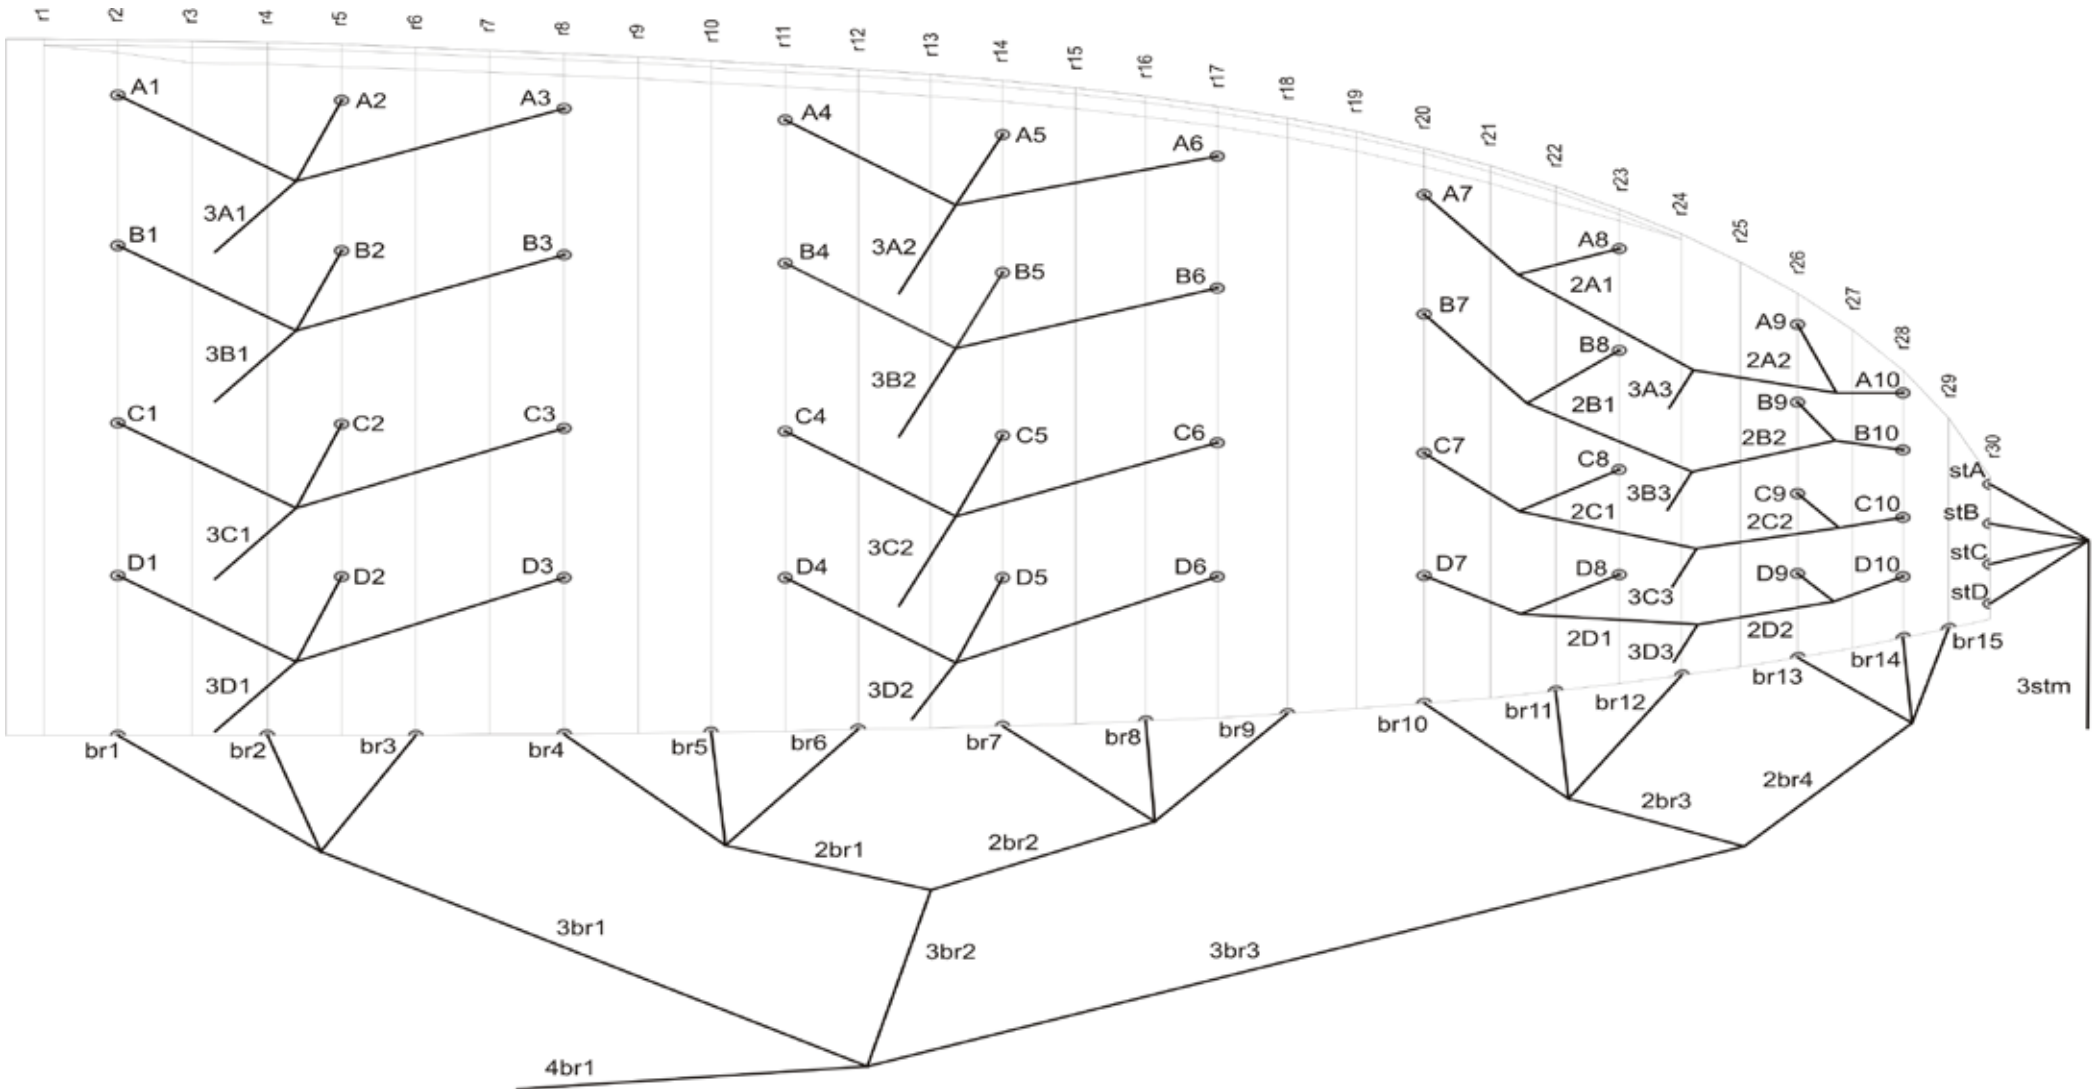 r1 r2 r3 r4 r5 r6 r7 r8 r9 r10 r11 r12 r13 r14 r15 r16 r17 r18 r19 r20 r21 r22 r23 r24 r25 r26 r27 r28 r29 r30
A1 A2 A3 A4 A5 A6 A7 A8 A9 A10
3A1 3A2 2A1 3A3 2A2
B1 B2 B3 B4 B5 B6 B7 B8 B9 B10
3B1 3B2 2B1 3B3 2B2
C1 C2 C3 C4 C5 C6 C7 C8 C9 C10
3C1 3C2 2C1 3C3 2C2
D1 D2 D3 D4 D5 D6 D7 D8 D9 D10
3D1 3D2 2D1 3D3 2D2
stA
stB
stC
stD
3stm
br1 br2 br3 br4 br5 br6 br7 br8 br9 br10 br11 br12 br13 br14 br15
2br1 2br2 2br3 2br4
3br1 3br2 3br3
4br1